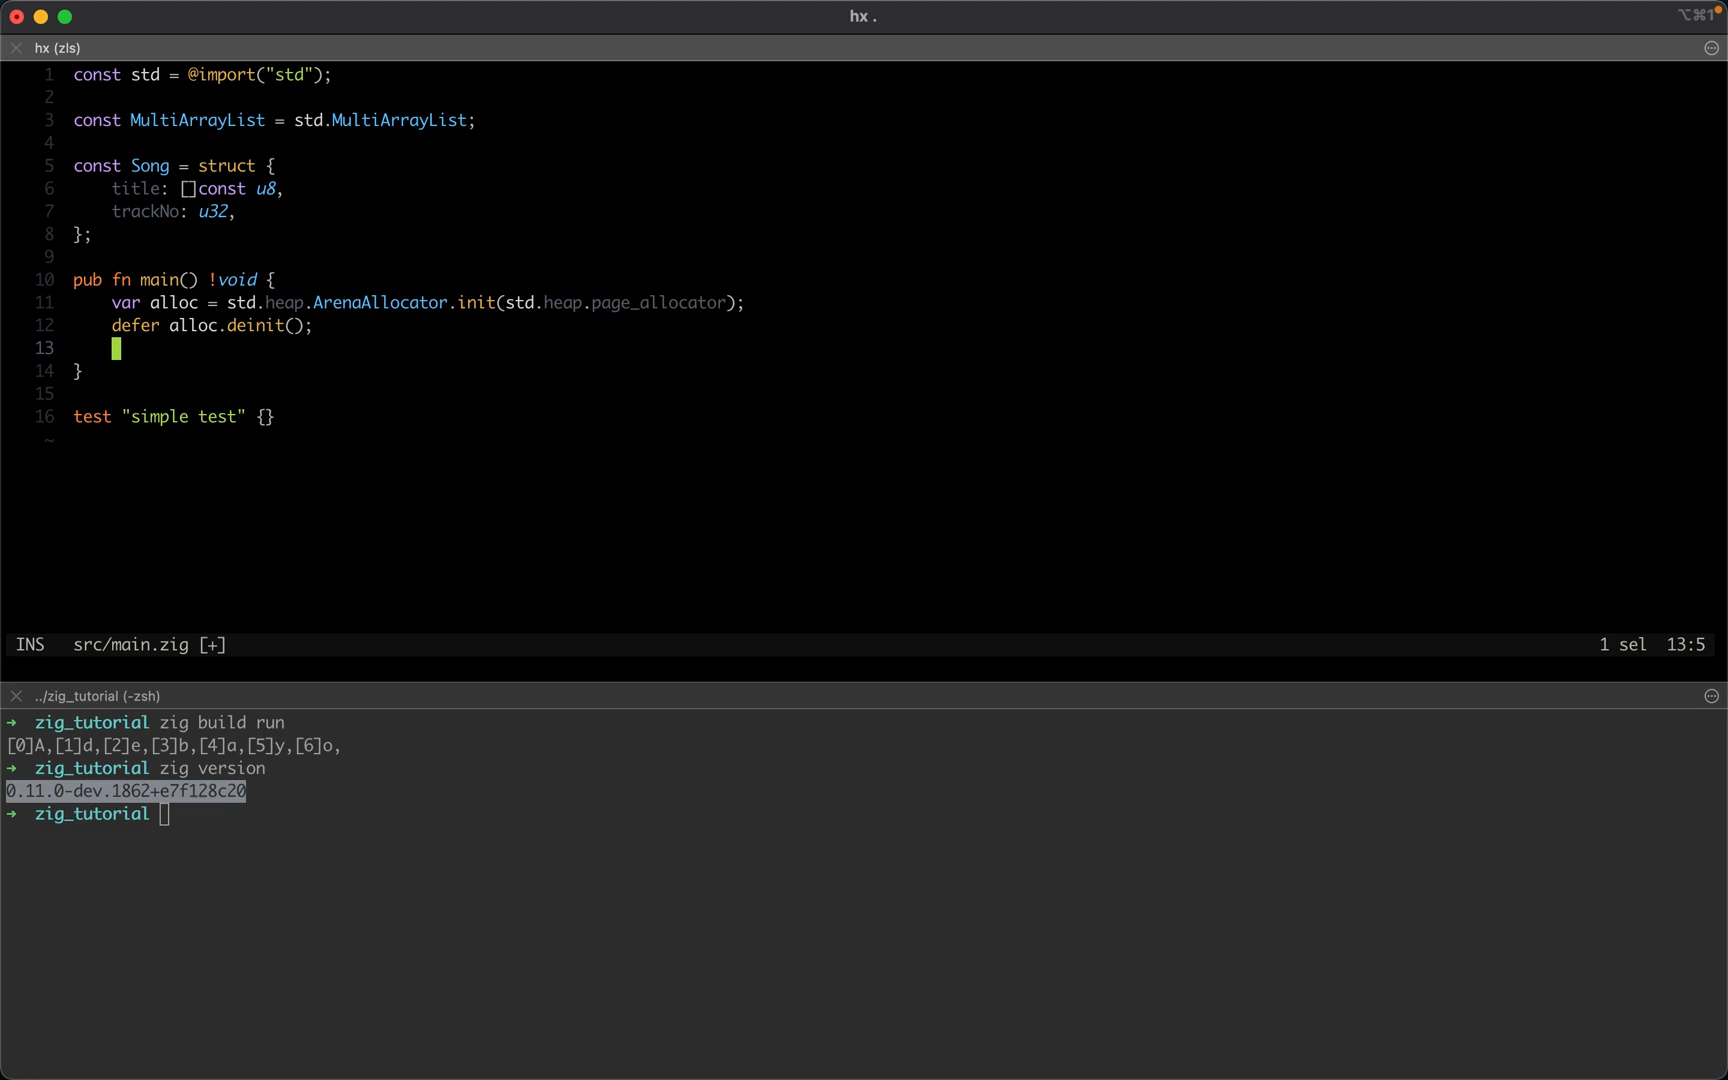 hx .
⌥⌘1
hx (zls)
1 const std = @import("std");
2
3 const MultiArrayList = std.MultiArrayList;
4
5 const Song = struct {
6     title: []const u8,
7     trackNo: u32,
8 };
9
10 pub fn main() !void {
11     var alloc = std.heap.ArenaAllocator.init(std.heap.page_allocator);
12     defer alloc.deinit();
13
14 }
15
16 test "simple test" {}
~
INS src/main.zig [+] 1 sel 13:5
../zig_tutorial (-zsh)
→ zig_tutorial zig build run
[0]A,[1]d,[2]e,[3]b,[4]a,[5]y,[6]o,
→ zig_tutorial zig version
0.11.0-dev.1862+e7f128c20
→ zig_tutorial